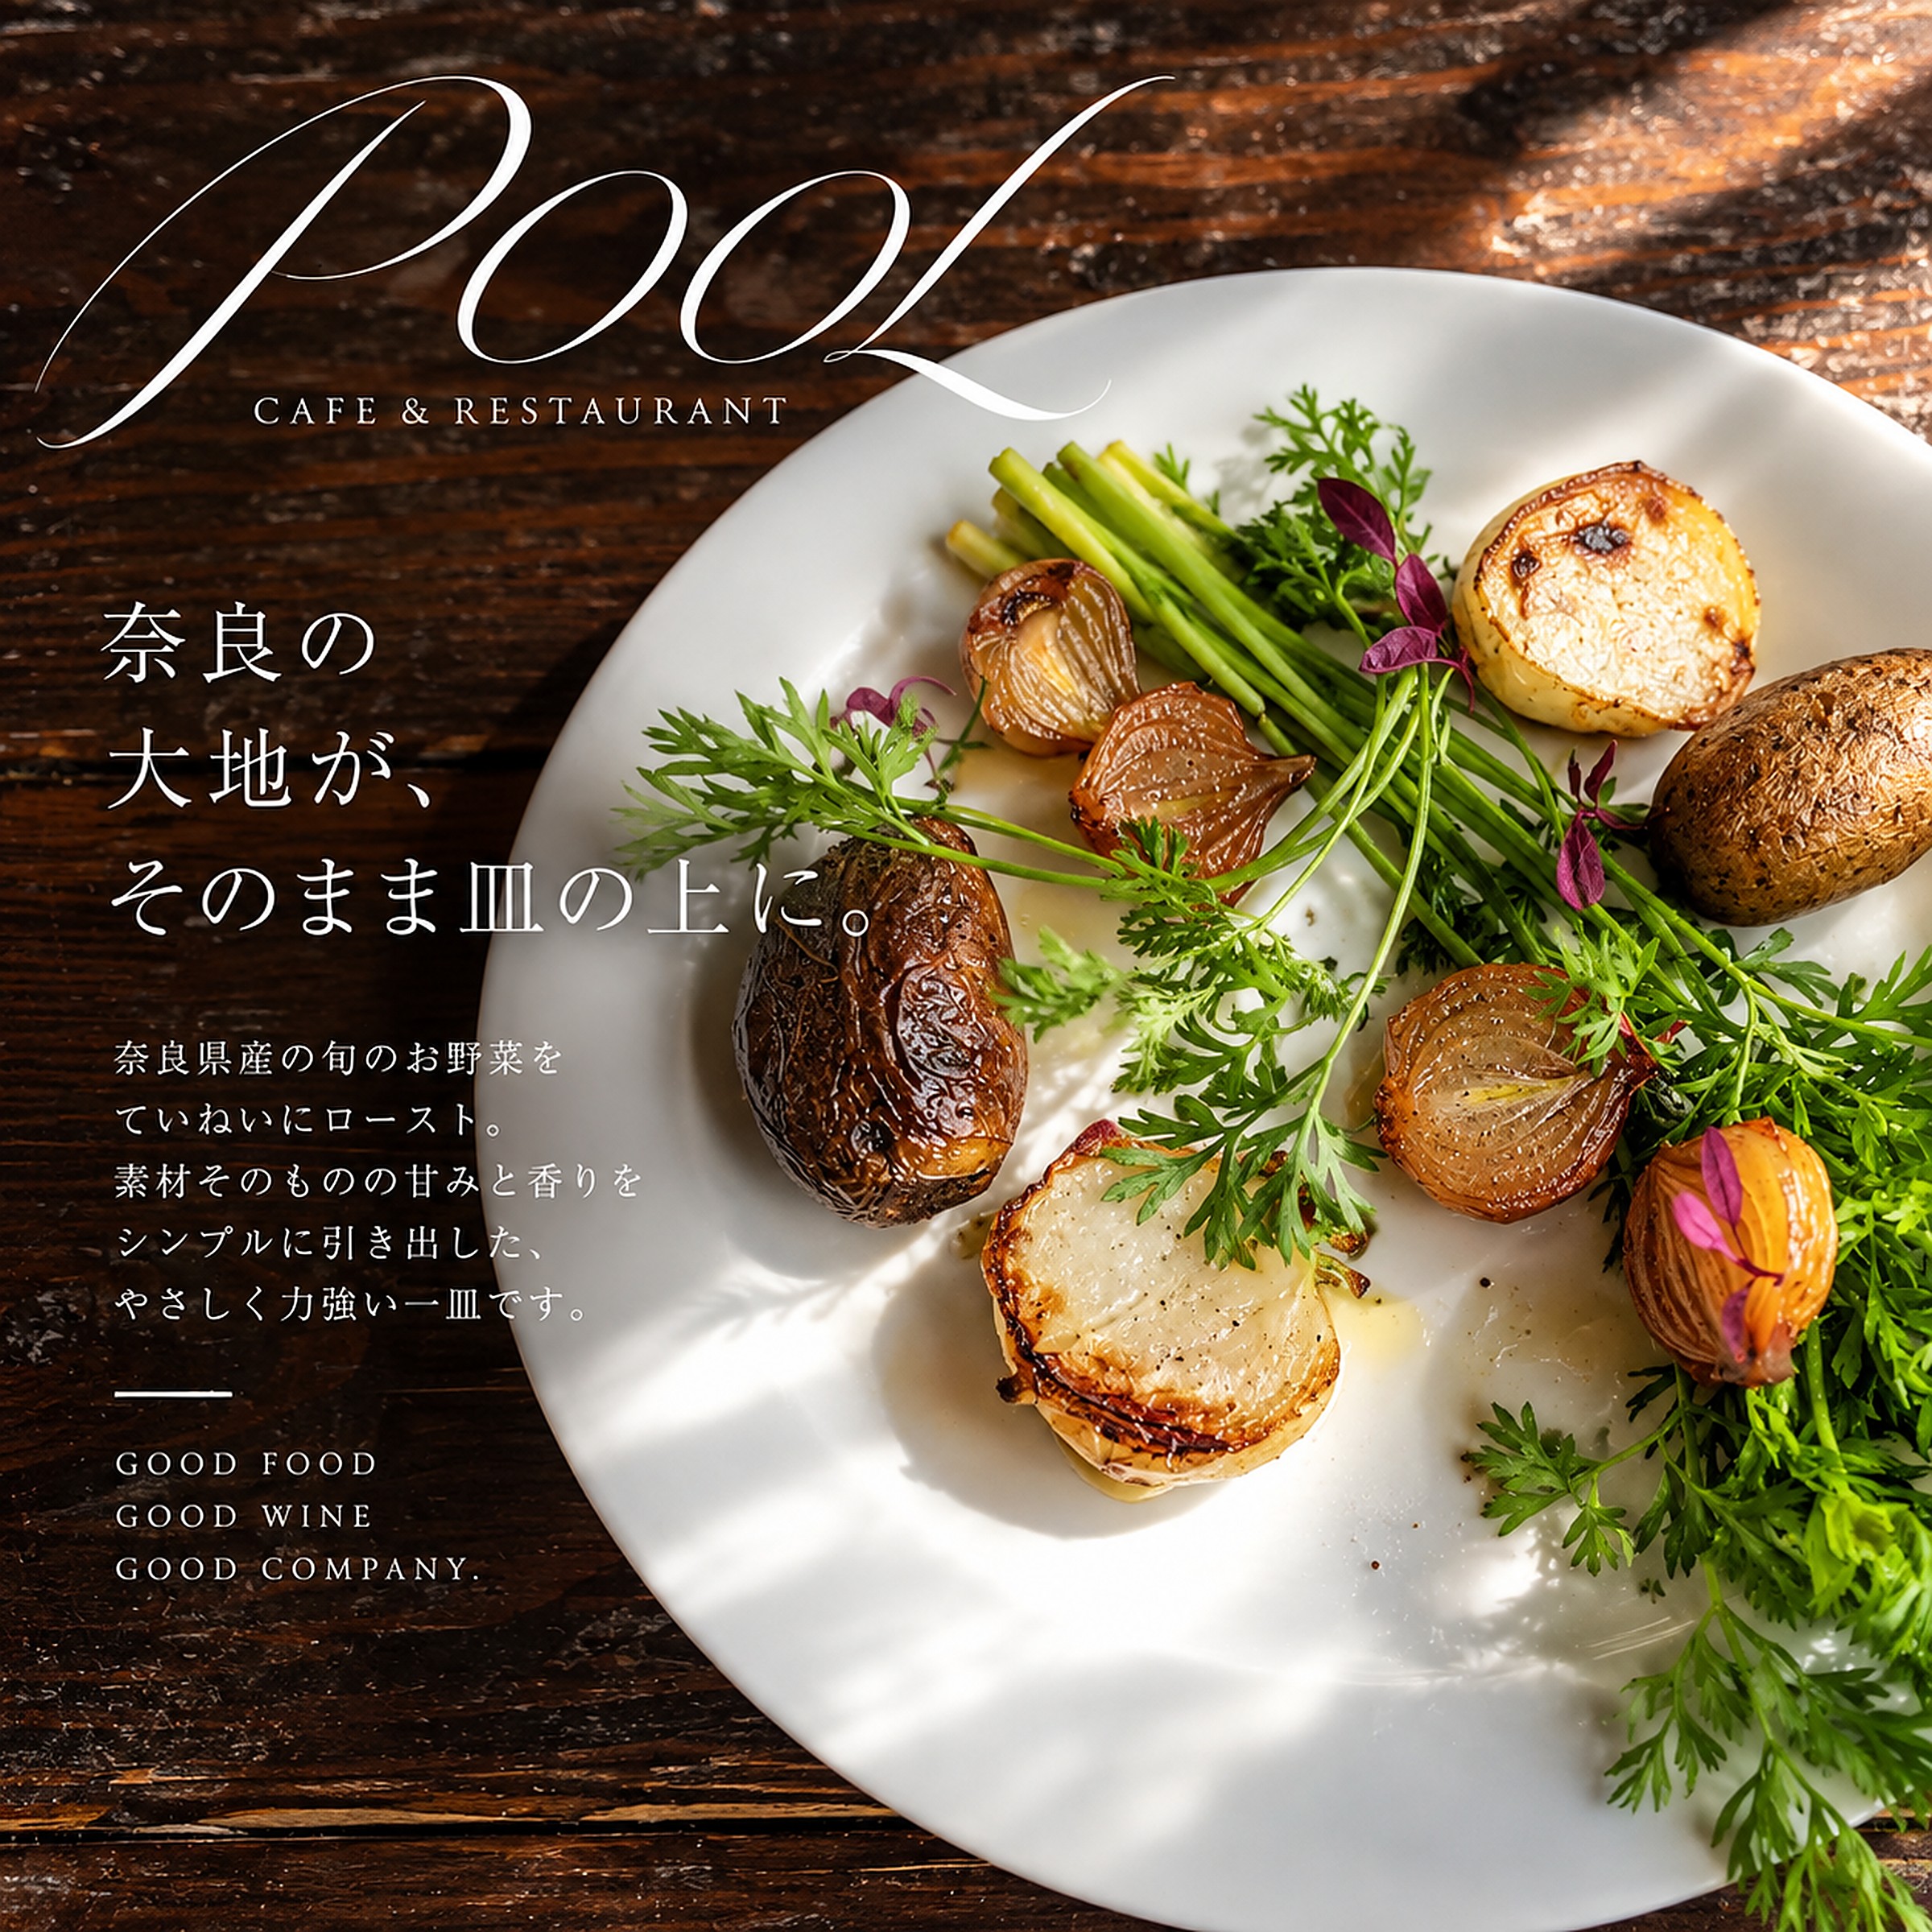 Pool
CAFE & RESTAURANT
奈良の
大地が、
そのまま皿の上に。
奈良県産の旬のお野菜を
ていねいにロースト。
素材そのものの甘みと香りを
シンプルに引き出した、
やさしく力強い一皿です。
GOOD FOOD
GOOD WINE
GOOD COMPANY.